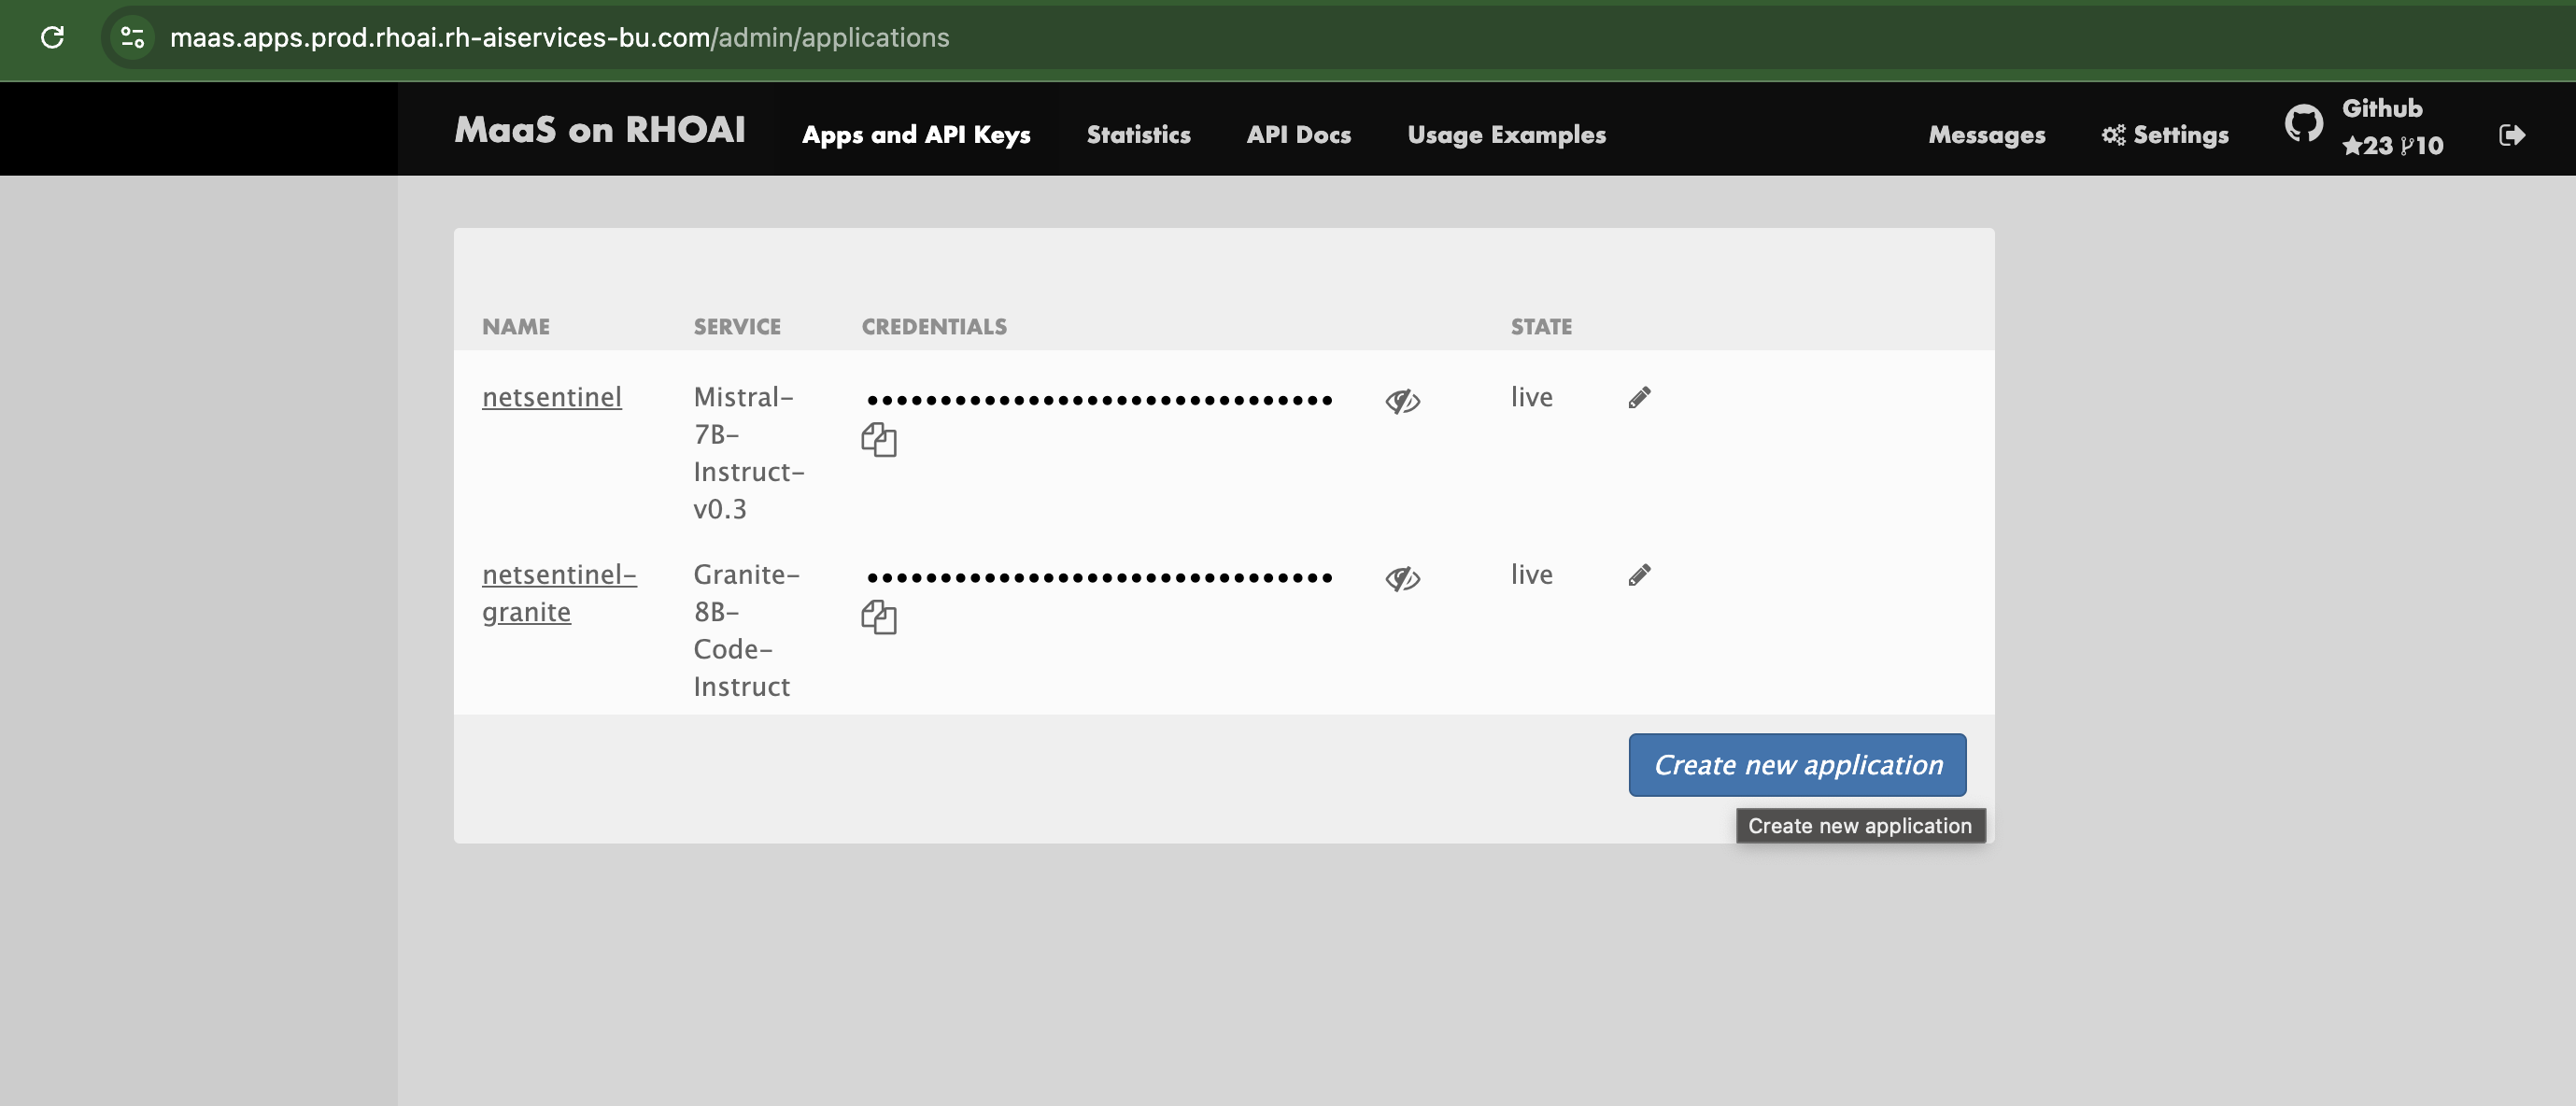 maas.apps.prod.rhoai.rh-aiservices-bu.com/admin/applications
MaaS on RHOAI
Apps and API Keys
Statistics
API Docs
Usage Examples
Messages
Settings
Github
★23 10
NAME
SERVICE
CREDENTIALS
STATE
netsentinel
Mistral-
7B-
Instruct-
v0.3
••••••••••••••••••••••••••••••••
live
netsentinel-
granite
Granite-
8B-
Code-
Instruct
••••••••••••••••••••••••••••••••
live
Create new application
Create new application